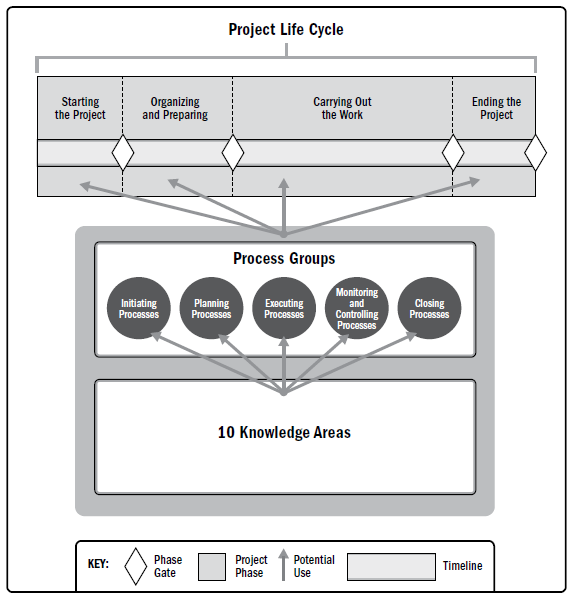 Project Life Cycle
Starting
the Project
Organizing
and Preparing
Carrying Out
the Work
Ending the
Project
Process Groups
Initiating
Processes
Planning
Processes
Executing
Processes
Monitoring
and
Controlling
Processes
Closing
Processes
10 Knowledge Areas
KEY:
Phase
Gate
Project
Phase
Potential
Use
Timeline